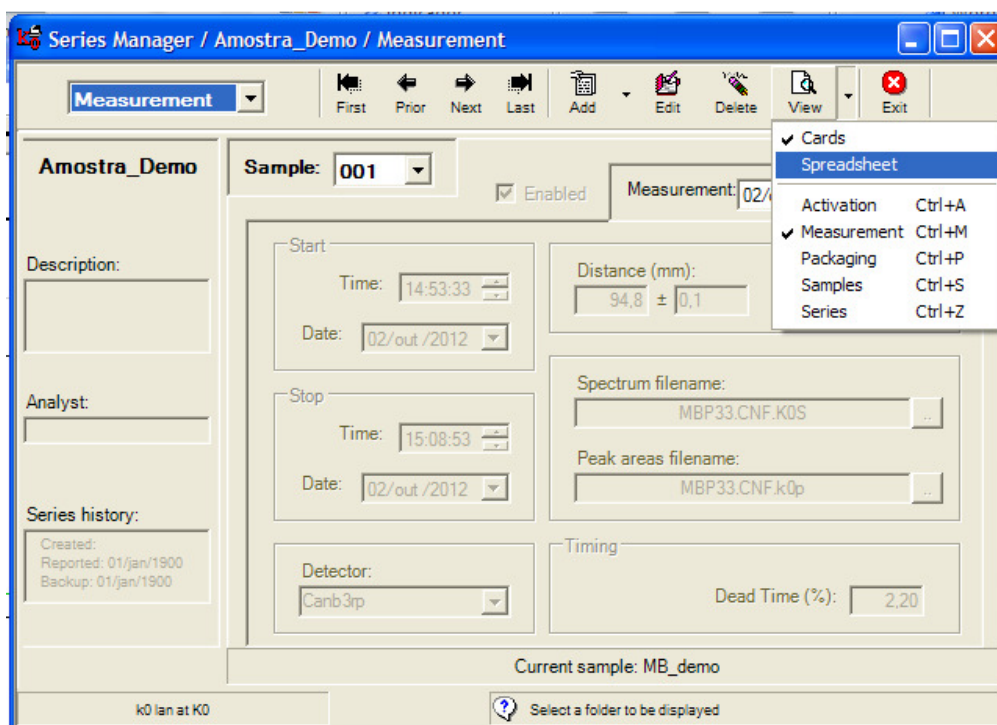 Series Manager / Amostra_Demo / Measurement
Measurement
First Prior Next Last Add Edit Delete View Exit
Cards
Spreadsheet
Activation Ctrl+A
Measurement Ctrl+M
Packaging Ctrl+P
Samples Ctrl+S
Series Ctrl+Z
Amostra_Demo
Description:
Analyst:
Series history:
Created:
Reported: 01/jan/1900
Backup: 01/jan/1900
Sample: 001
Enabled
Measurement: 02/
Start
Time: 14:53:33
Date: 02/out /2012
Stop
Time: 15:08:53
Date: 02/out /2012
Detector:
Canb3rp
Distance (mm):
94,8 ± 0,1
Spectrum filename:
MBP33.CNF.K0S
..
Peak areas filename:
MBP33.CNF.k0p
..
Timing
Dead Time (%): 2,20
Current sample: MB_demo
k0 Ian at K0
Select a folder to be displayed